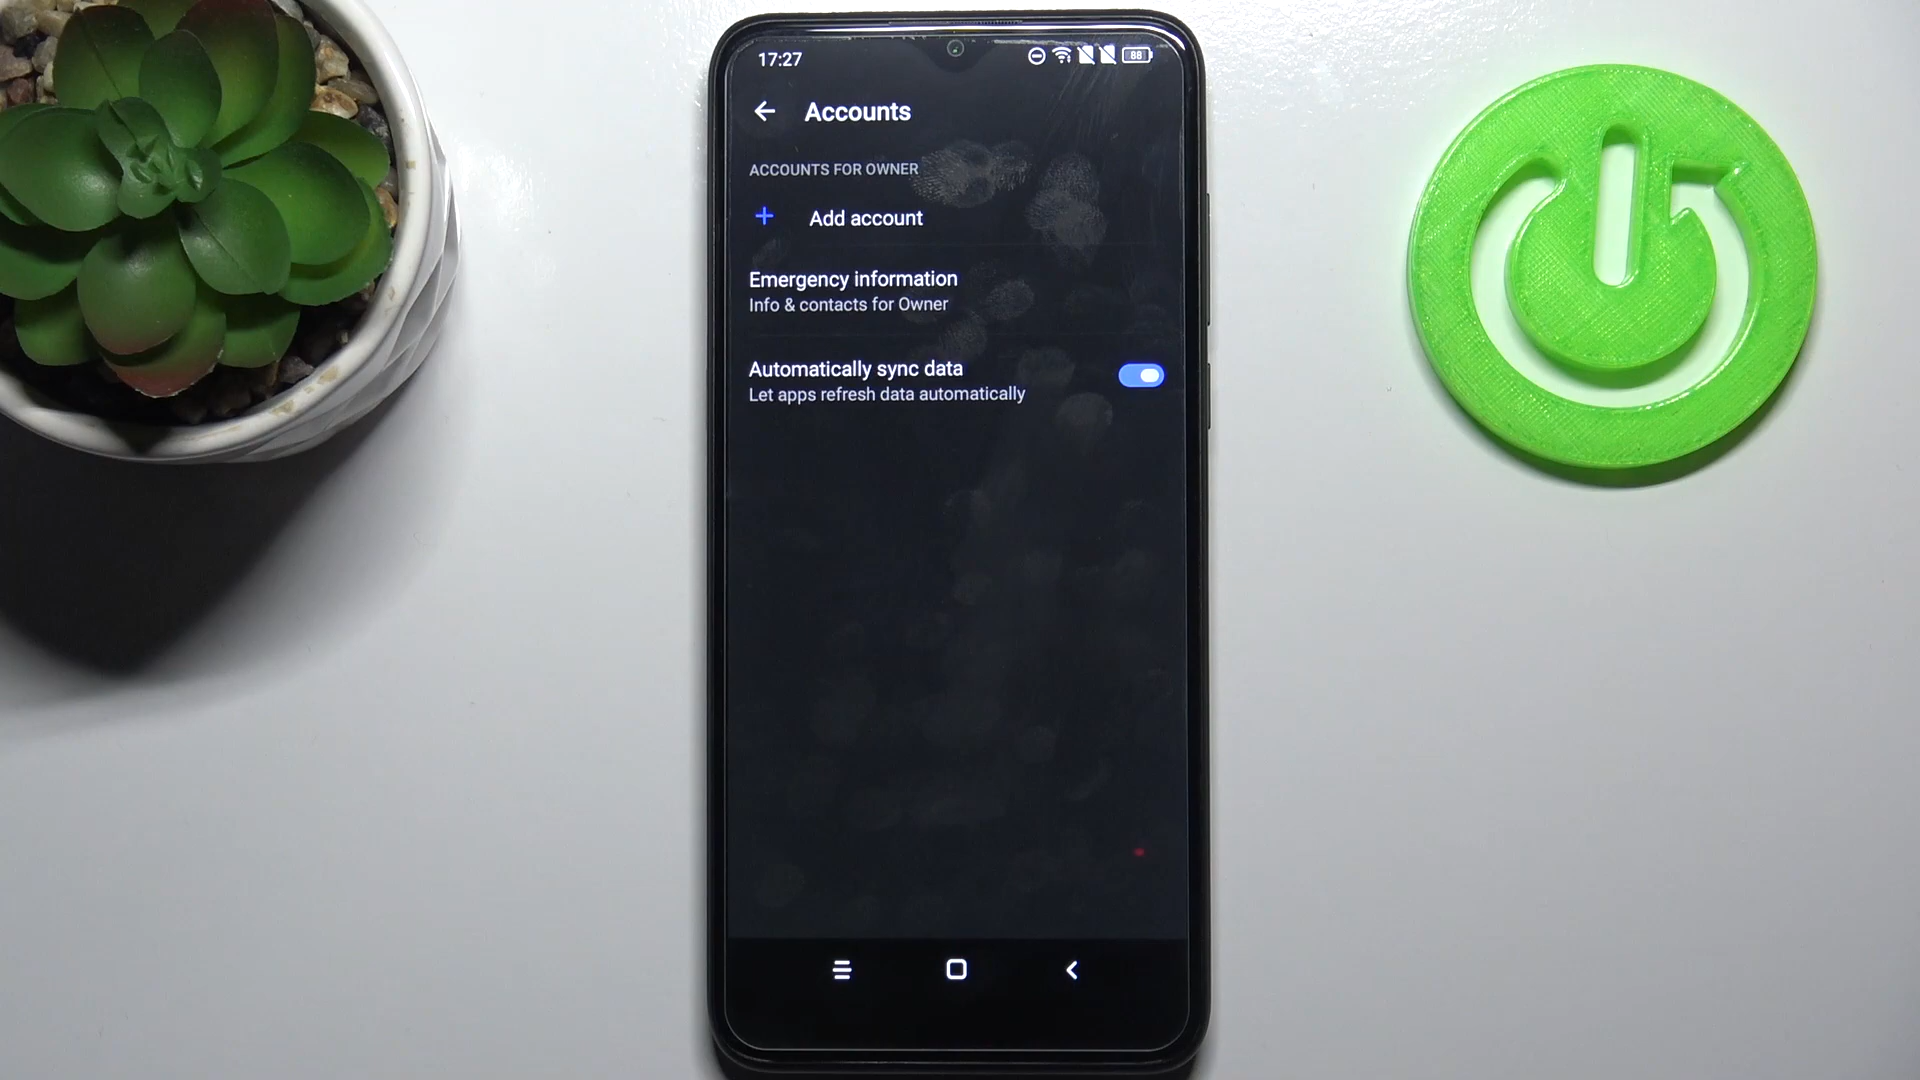 17:27
88
Accounts
ACCOUNTS FOR OWNER
Add account
Emergency information
Info & contacts for Owner
Automatically sync data
Let apps refresh data automatically